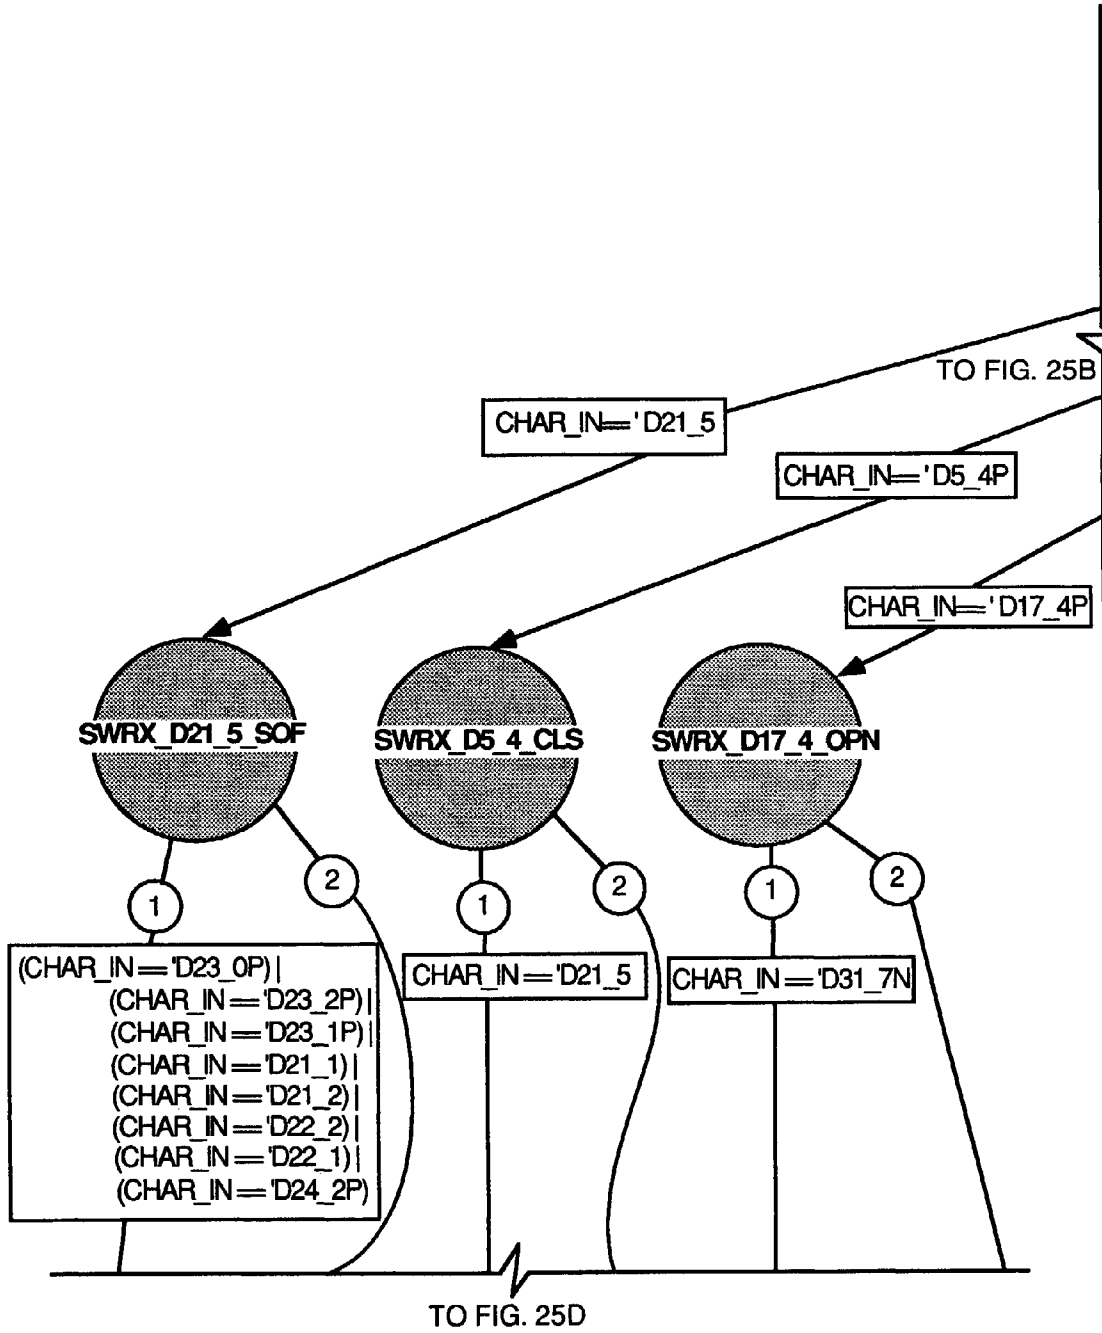 TO FIG. 25B
CHAR_IN=='D21_5
CHAR_IN=='D5_4P
CHAR_IN=='D17_4P
SWRX_D21_5_SOF
SWRX_D5_4_CLS
SWRX_D17_4_OPN
1
2
1
2
1
2
(CHAR_IN=='D23_0P)|
(CHAR_IN=='D23_2P)|
(CHAR_IN=='D23_1P)|
(CHAR_IN=='D21_1)|
(CHAR_IN=='D21_2)|
(CHAR_IN=='D22_2)|
(CHAR_IN=='D22_1)|
(CHAR_IN=='D24_2P)
CHAR_IN=='D21_5
CHAR_IN=='D31_7N
TO FIG. 25D